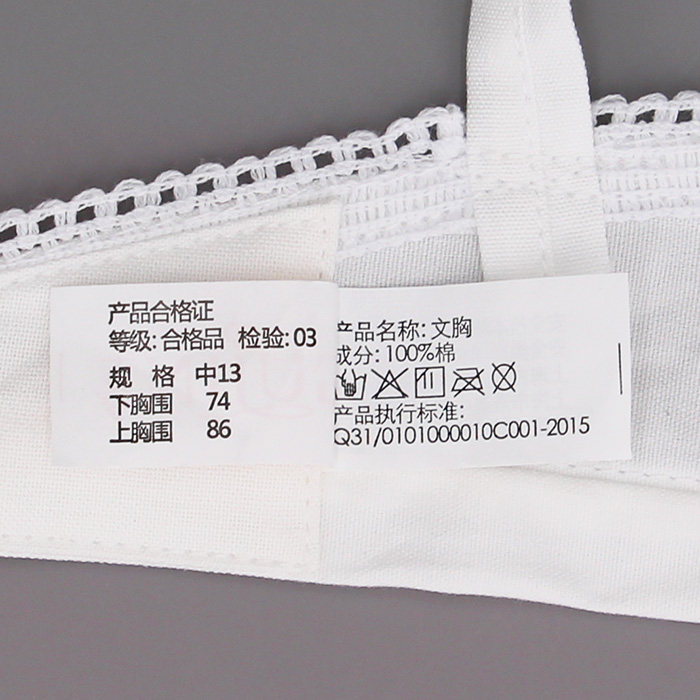 产品合格证
等级: 合格品 检验: 03
规 格 中13
下胸围 74
上胸围 86
产品名称: 文胸
成分: 100%棉
产品执行标准:
Q31/0101000010C001-2015